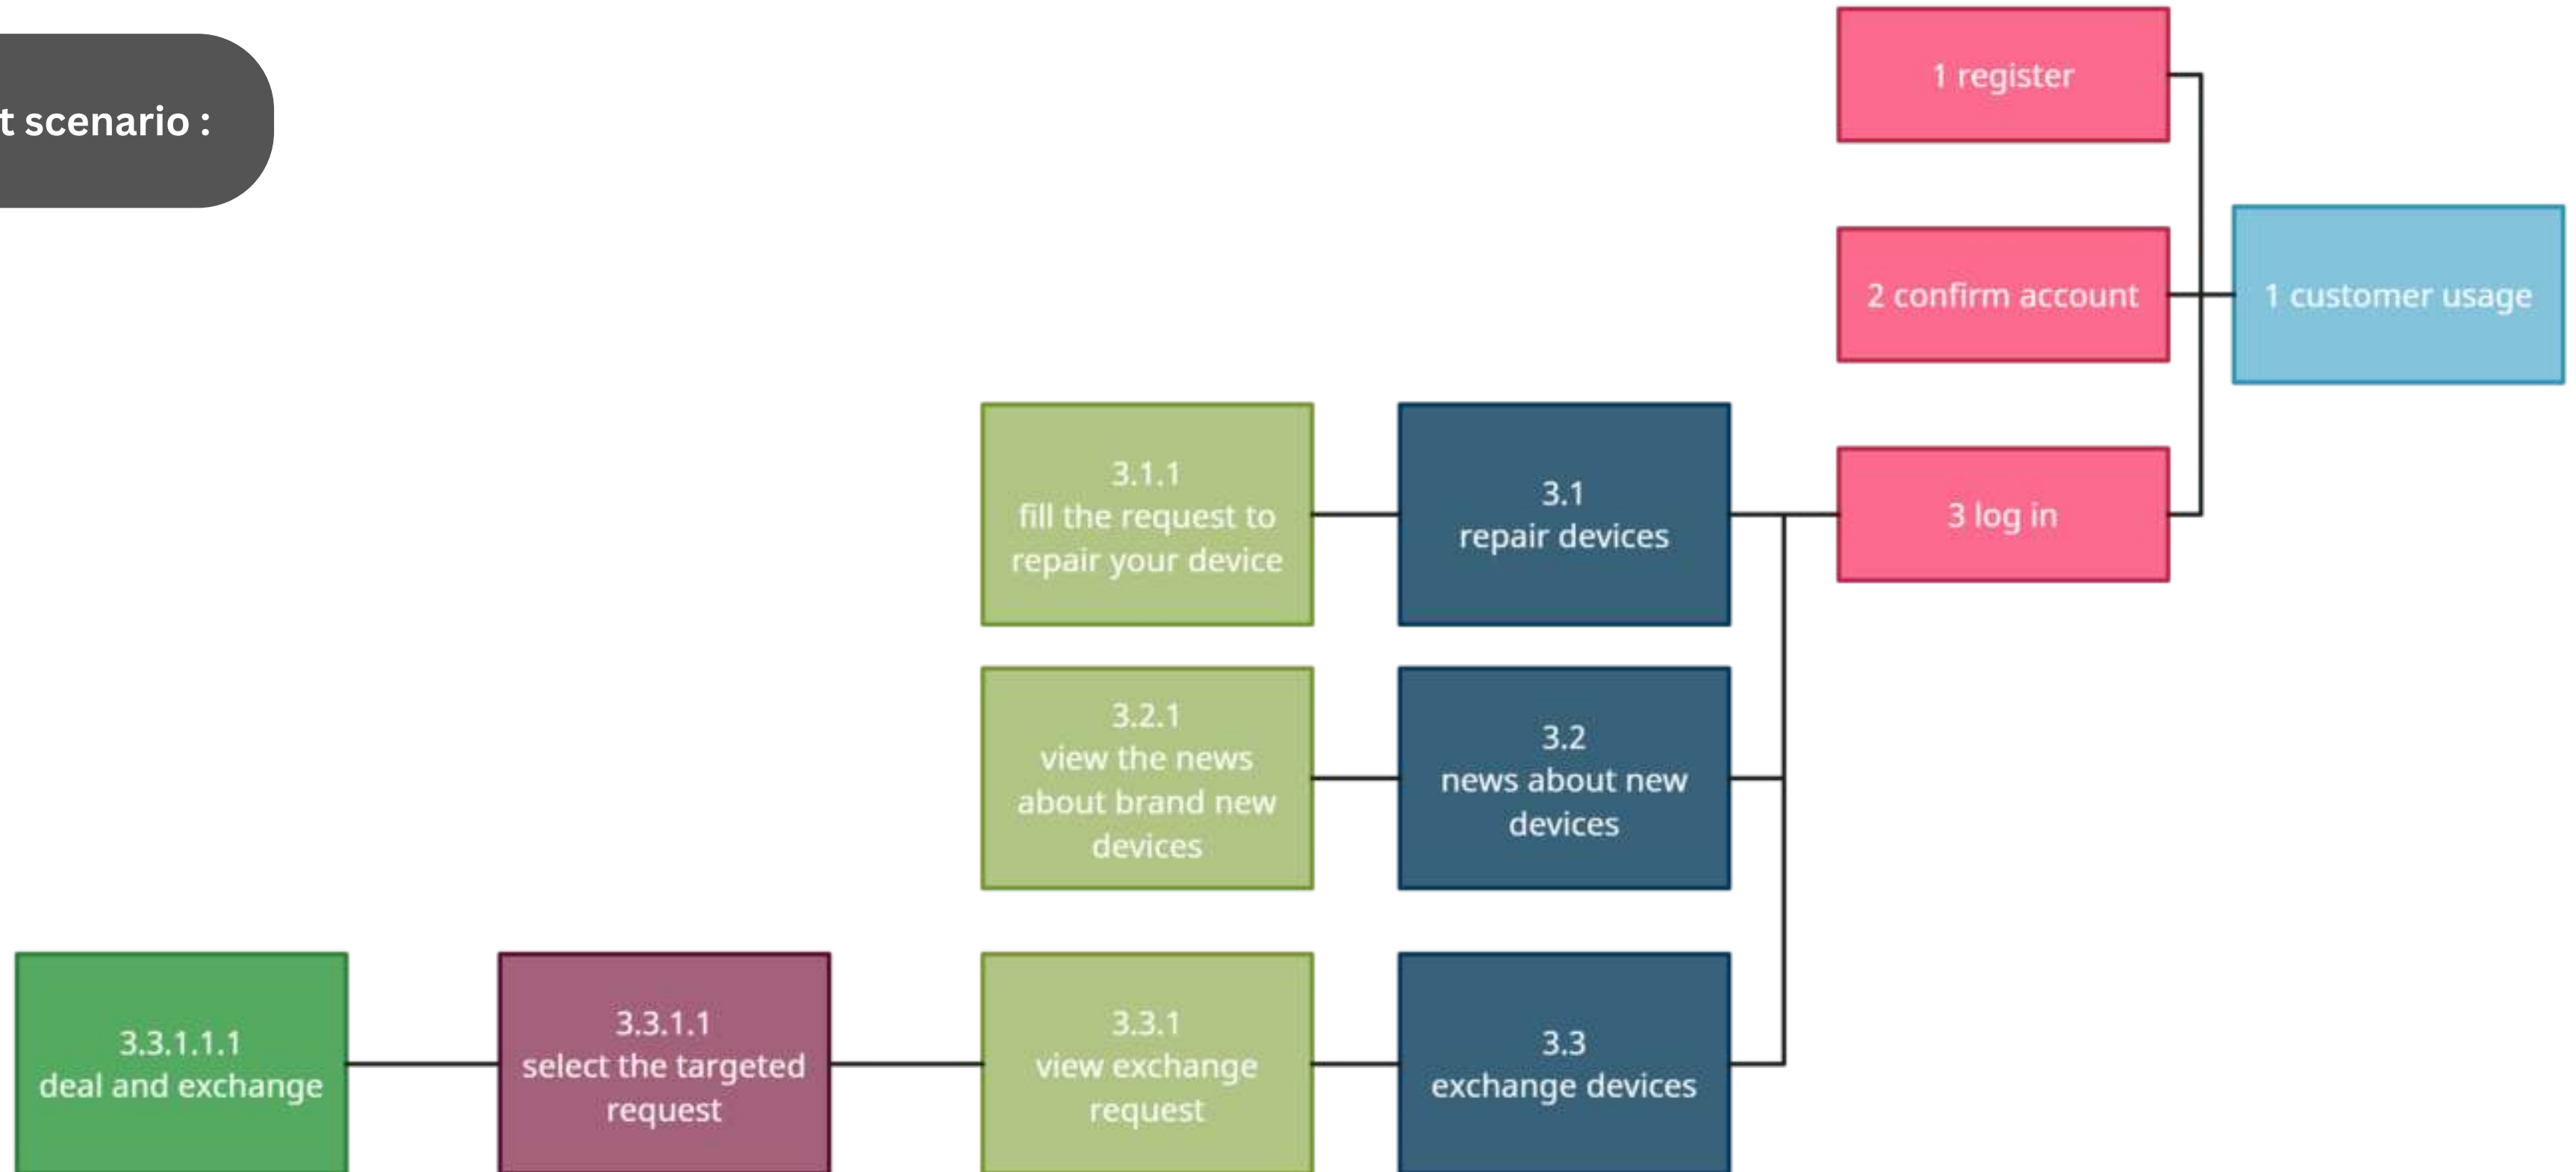 t scenario :
1 register
2 confirm account
1 customer usage
3.1.1
fill the request to
repair your device
3.1
repair devices
3 log in
3.2.1
view the news
about brand new
devices
3.2
news about new
devices
3.3.1.1.1
deal and exchange
3.3.1.1
select the targeted
request
3.3.1
view exchange
request
3.3
exchange devices